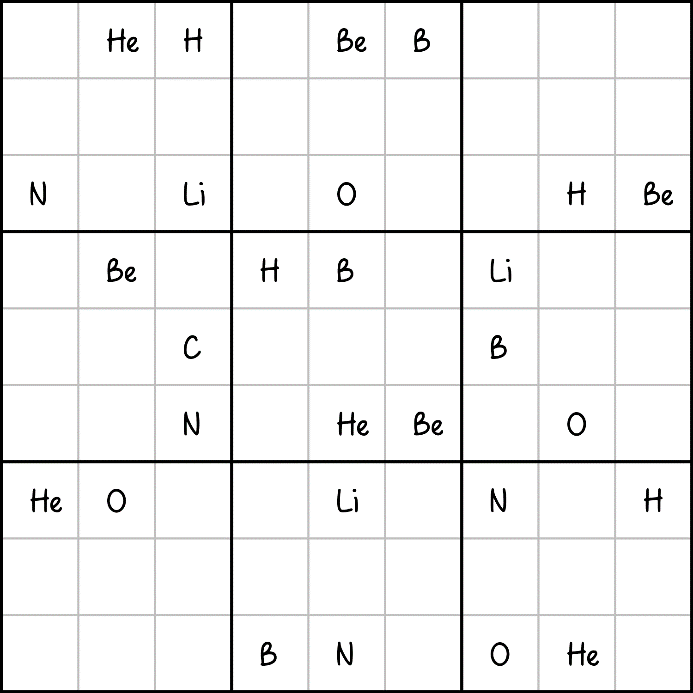 He H Be B
N Li O H Be
Be H B Li
C B
N He Be O
He O Li N H
B N O He